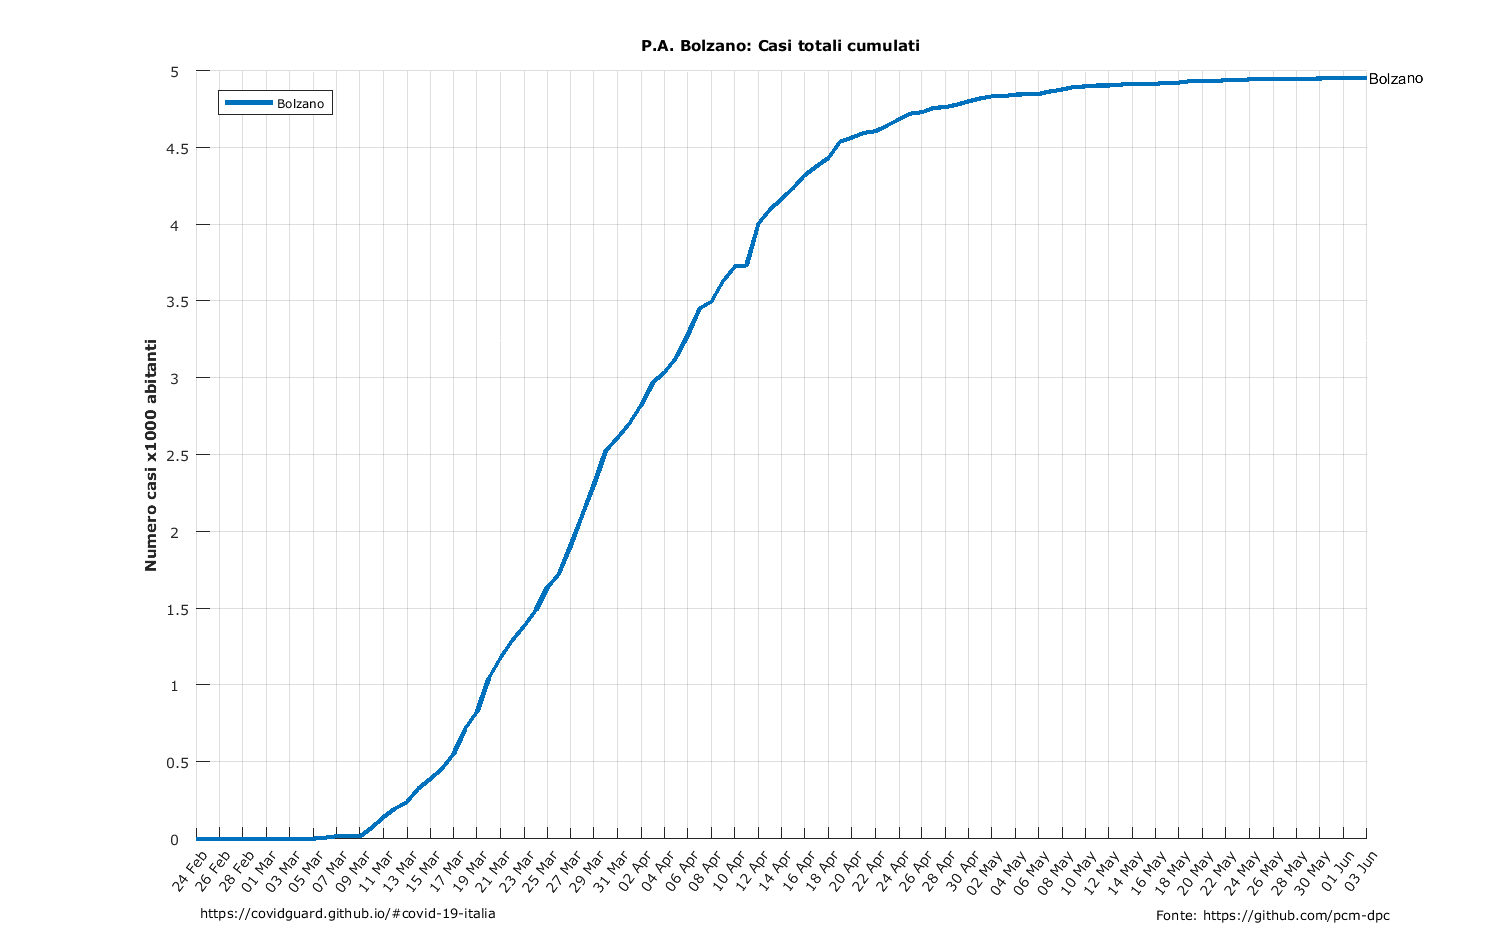 P.A. Bolzano: Casi totali cumulati
Bolzano
Bolzano
Numero casi x1000 abitanti
5
4.5
4
3.5
3
2.5
2
1.5
1
0.5
0
24 Feb
26 Feb
28 Feb
01 Mar
03 Mar
05 Mar
07 Mar
09 Mar
11 Mar
13 Mar
15 Mar
17 Mar
19 Mar
21 Mar
23 Mar
25 Mar
27 Mar
29 Mar
31 Mar
02 Apr
04 Apr
06 Apr
08 Apr
10 Apr
12 Apr
14 Apr
16 Apr
18 Apr
20 Apr
22 Apr
24 Apr
26 Apr
28 Apr
30 Apr
02 May
04 May
06 May
08 May
10 May
12 May
14 May
16 May
18 May
20 May
22 May
24 May
26 May
28 May
30 May
01 Jun
03 Jun
https://covidguard.github.io/#covid-19-italia
Fonte: https://github.com/pcm-dpc